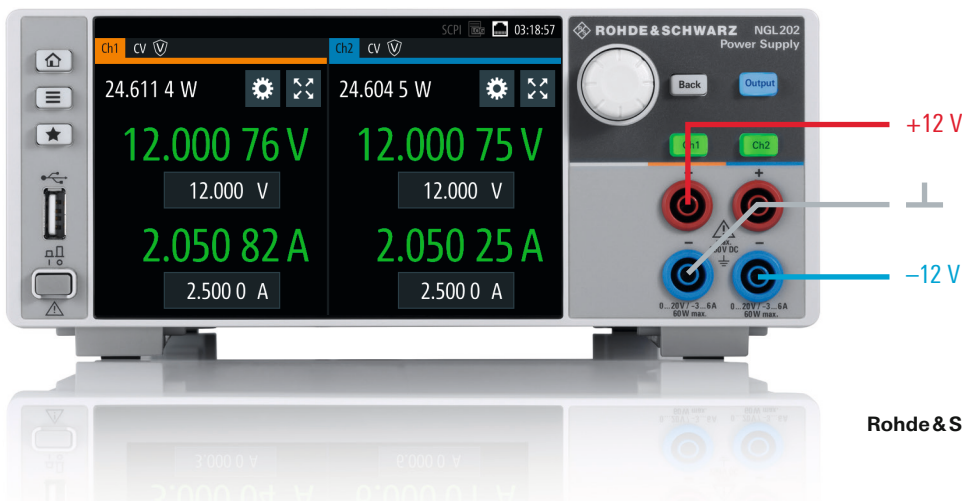 SCPI 03:18:57
Ch1 CV V
Ch2 CV V
24.611 4 W
24.604 5 W
12.000 76 V
12.000 75 V
12.000 V
12.000 V
2.050 82 A
2.050 25 A
2.500 0 A
2.500 0 A
ROHDE&SCHWARZ NGL202
Power Supply
Back
Output
Ch1
Ch2
+12 V
+
–
–
–12 V
0...20V / -3...6A
60W max.
0...20V / -3...6A
60W max.
Rohde & S